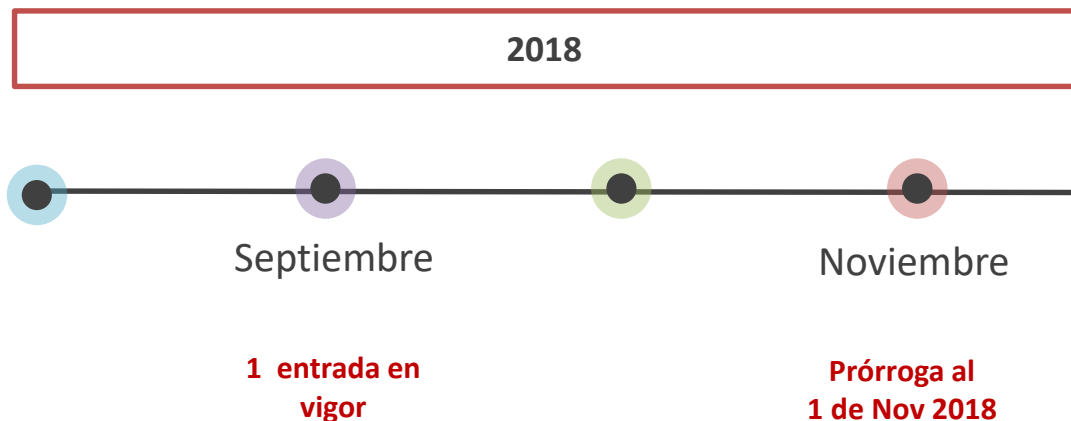 2018
Septiembre
Noviembre
1 entrada en
vigor
Prórroga al
1 de Nov 2018